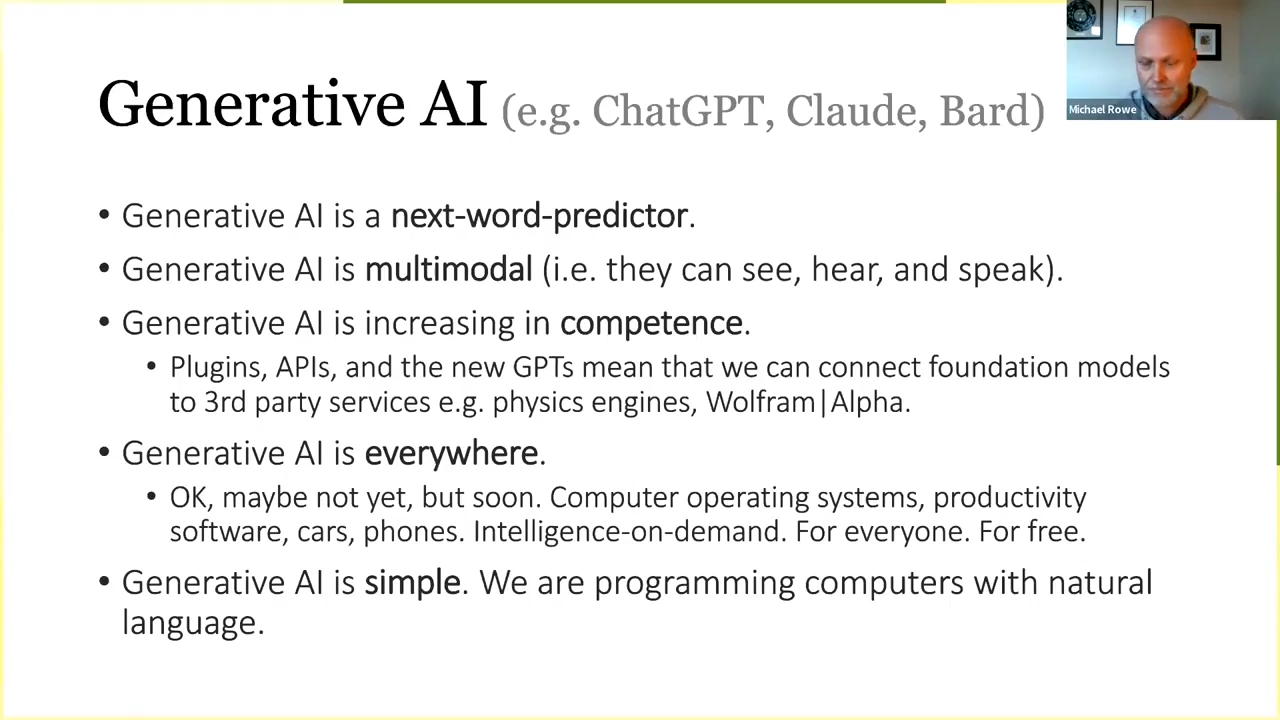 Generative AI (e.g. ChatGPT, Claude, Bard)
Michael Rowe
• Generative AI is a next-word-predictor.
• Generative AI is multimodal (i.e. they can see, hear, and speak).
• Generative AI is increasing in competence.
• Plugins, APIs, and the new GPTs mean that we can connect foundation models
to 3rd party services e.g. physics engines, Wolfram|Alpha.
• Generative AI is everywhere.
• OK, maybe not yet, but soon. Computer operating systems, productivity
software, cars, phones. Intelligence-on-demand. For everyone. For free.
• Generative AI is simple. We are programming computers with natural
language.